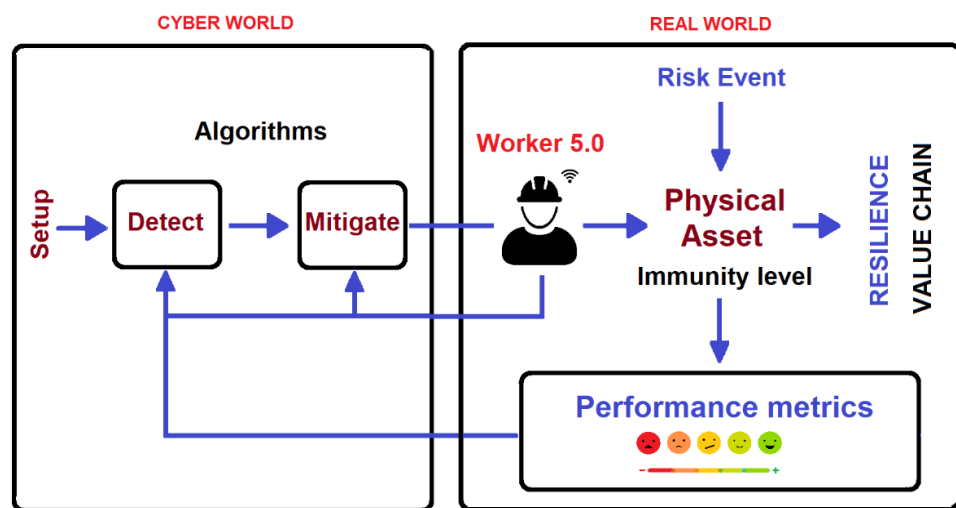 CYBER WORLD
REAL WORLD
Risk Event
Algorithms
Worker 5.0
Setup
Detect
Mitigate
Physical
Asset
Immunity level
RESILIENCE
VALUE CHAIN
Performance metrics
- +